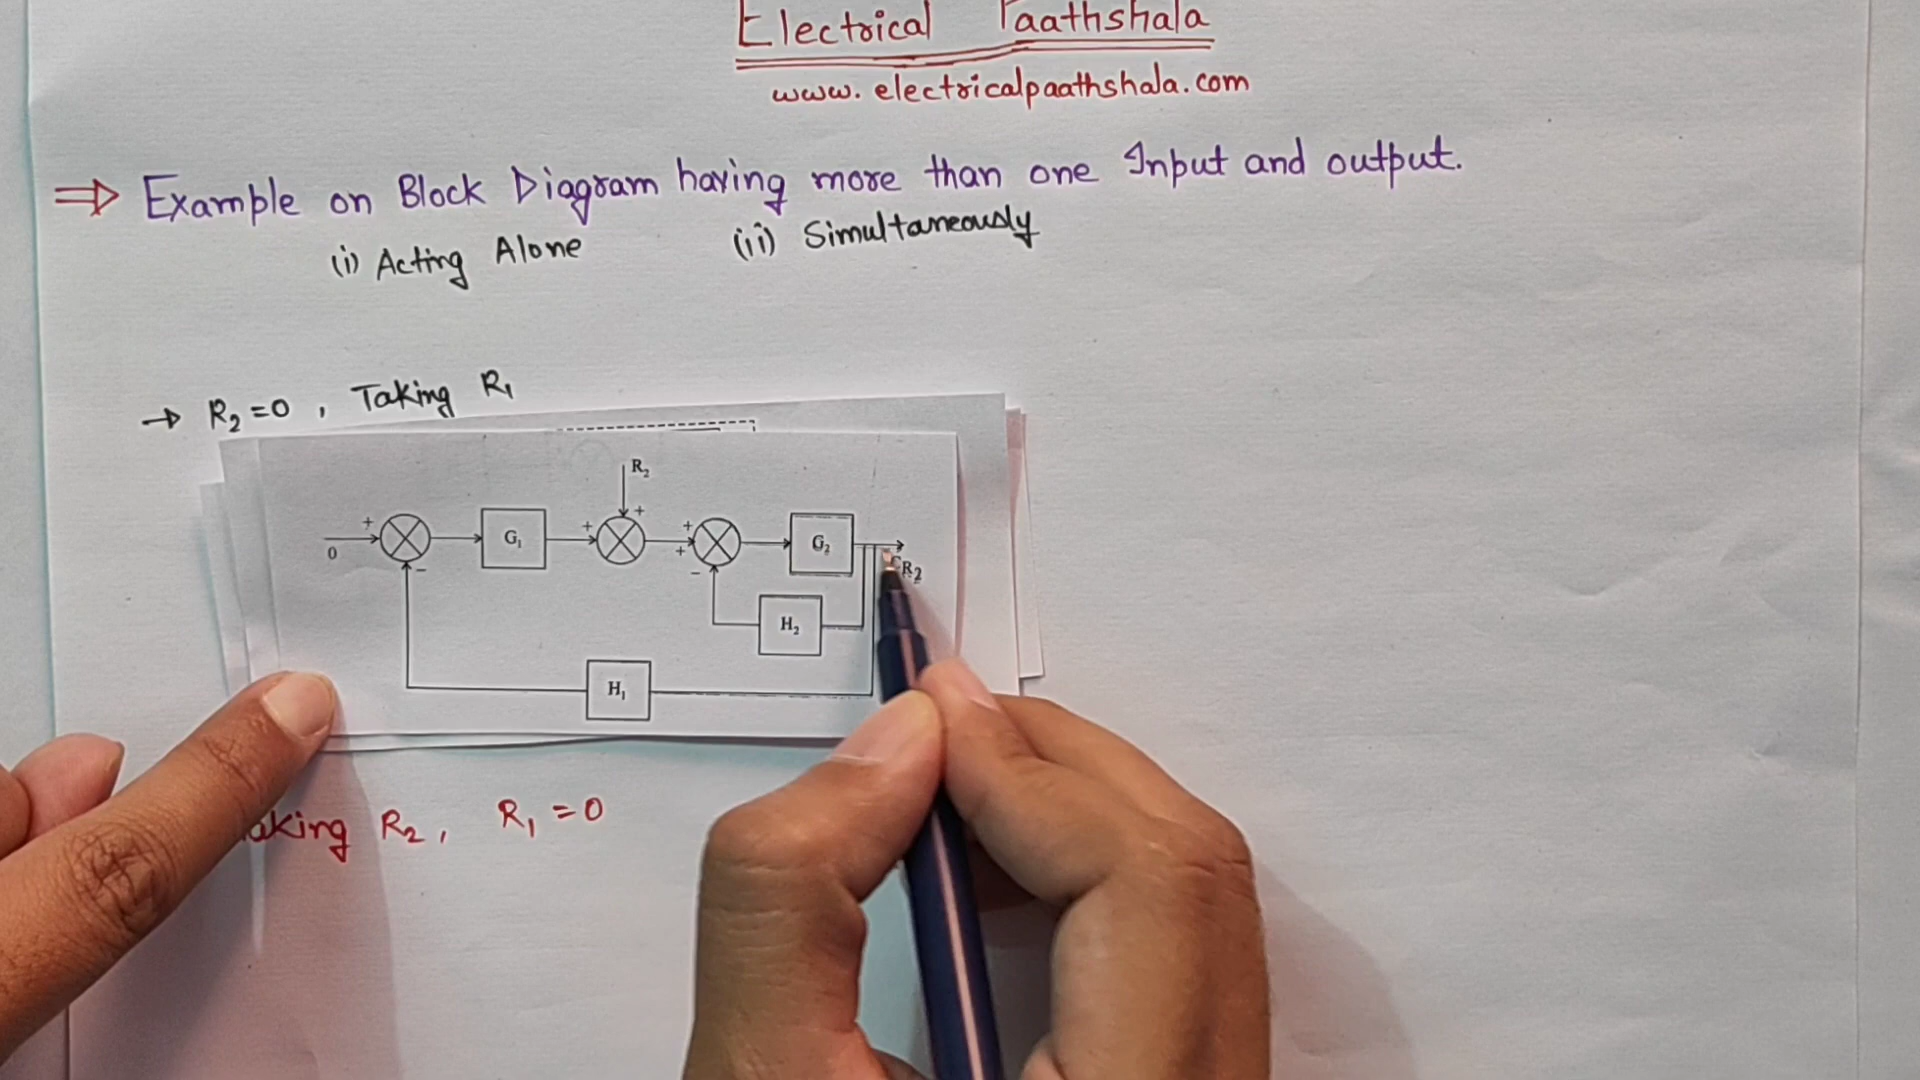 Electrical Paathshala
www.electricalpaathshala.com
⇒ Example on Block Diagram having more than one Input and output.
(i) Acting Alone (ii) Simultaneously
→ R₂=0, Taking R₁
R₂
+ + + +
0 G₁ + G₂
− − CR₂
H₂
H₁
aking R₂, R₁ = 0